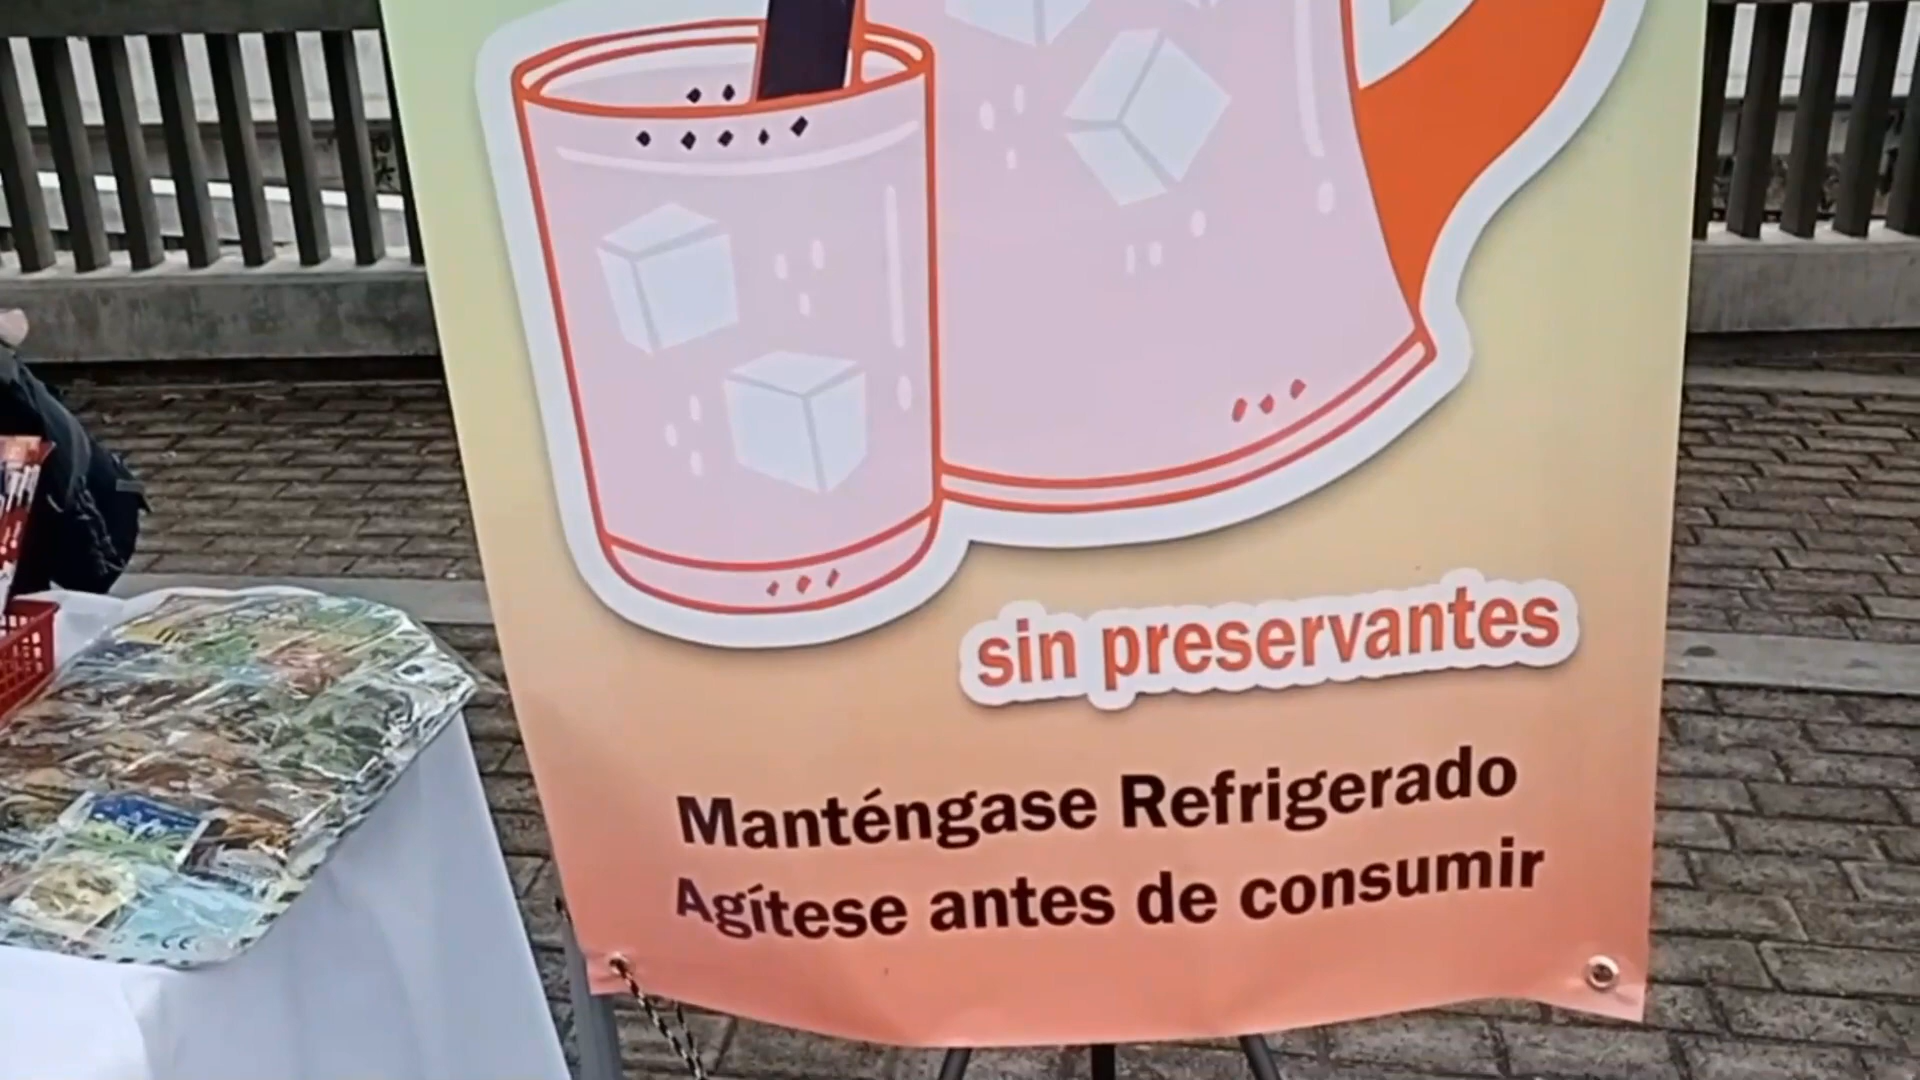 sin preservantes
Manténgase Refrigerado
Agítese antes de consumir